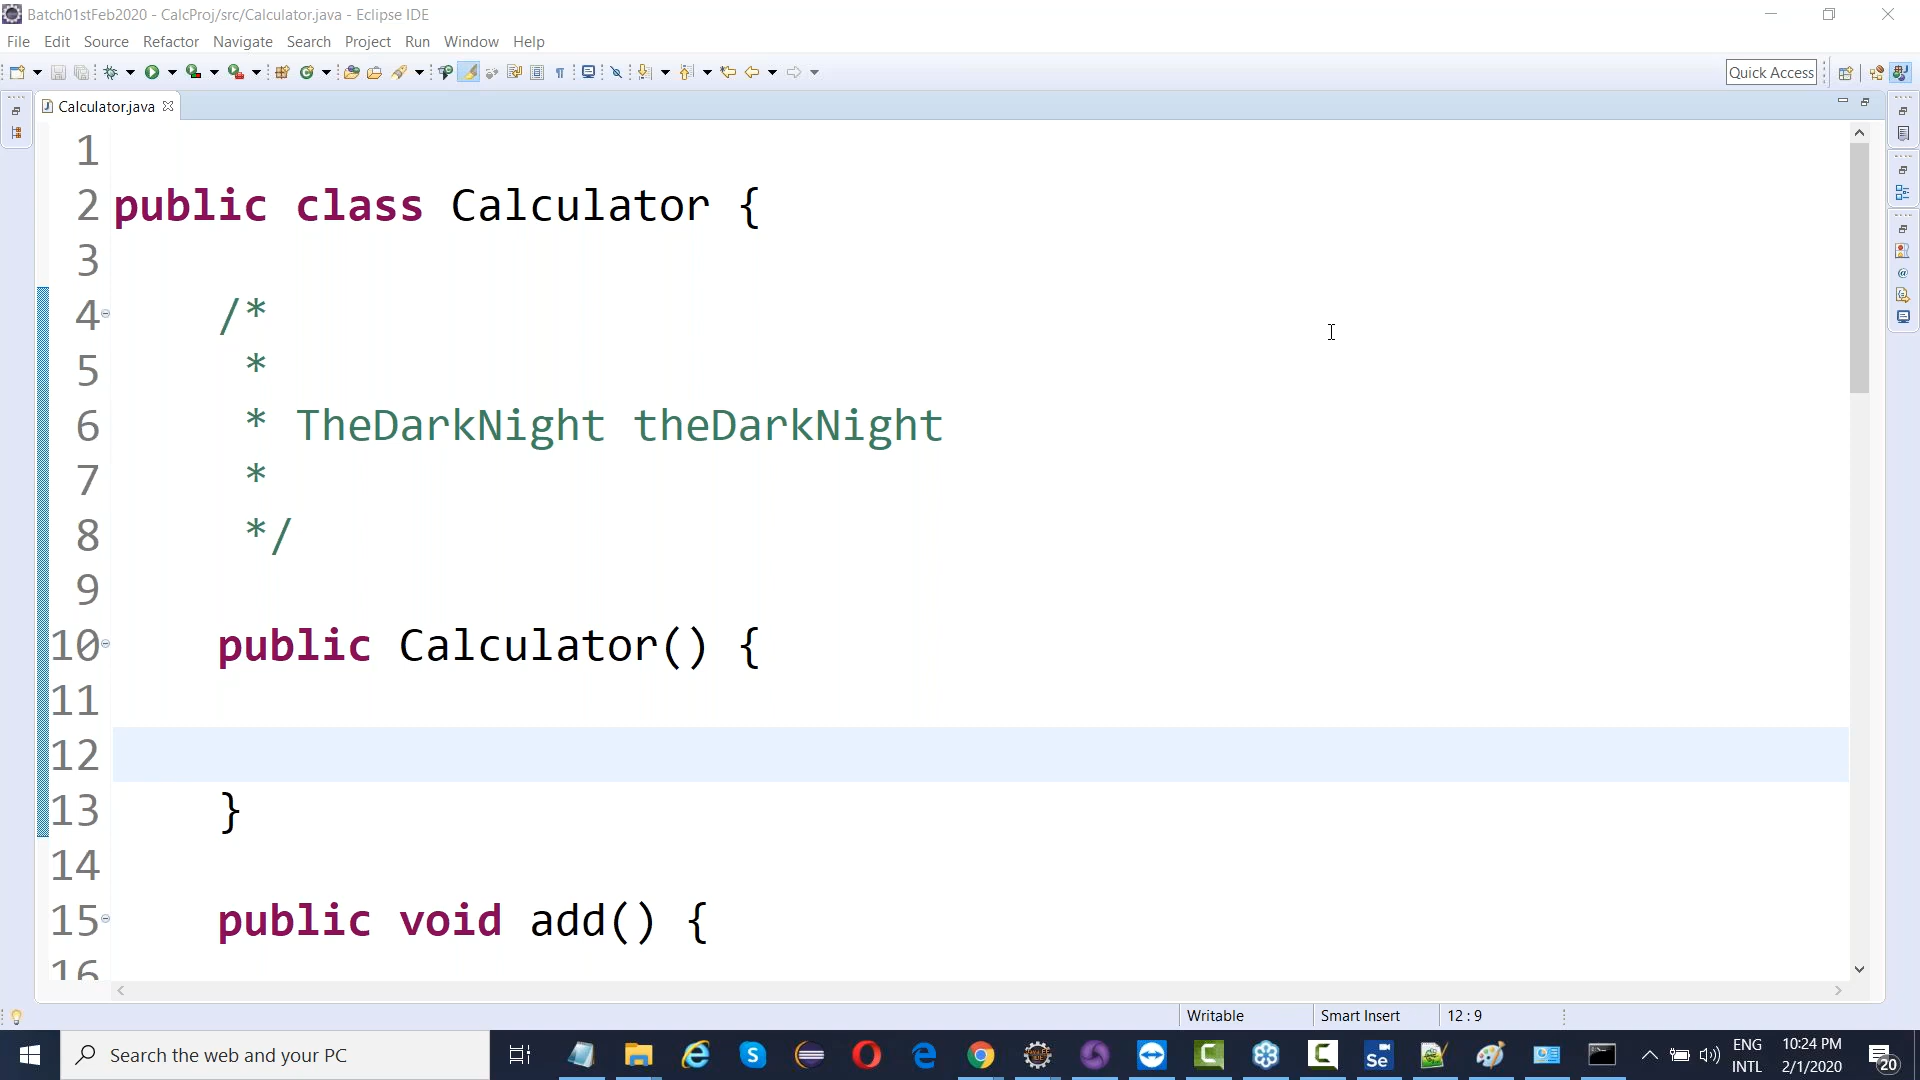 Batch01stFeb2020 - CalcProj/src/Calculator.java - Eclipse IDE
File Edit Source Refactor Navigate Search Project Run Window Help
Quick Access
Calculator.java
1
2 public class Calculator {
3
4 /*
5 *
6 * TheDarkNight theDarkNight
7 *
8 */
9
10 public Calculator() {
11
12
13 }
14
15 public void add() {
16
Writable Smart Insert 12 : 9
Search the web and your PC
Se
ENG 10:24 PM
INTL 2/1/2020
20